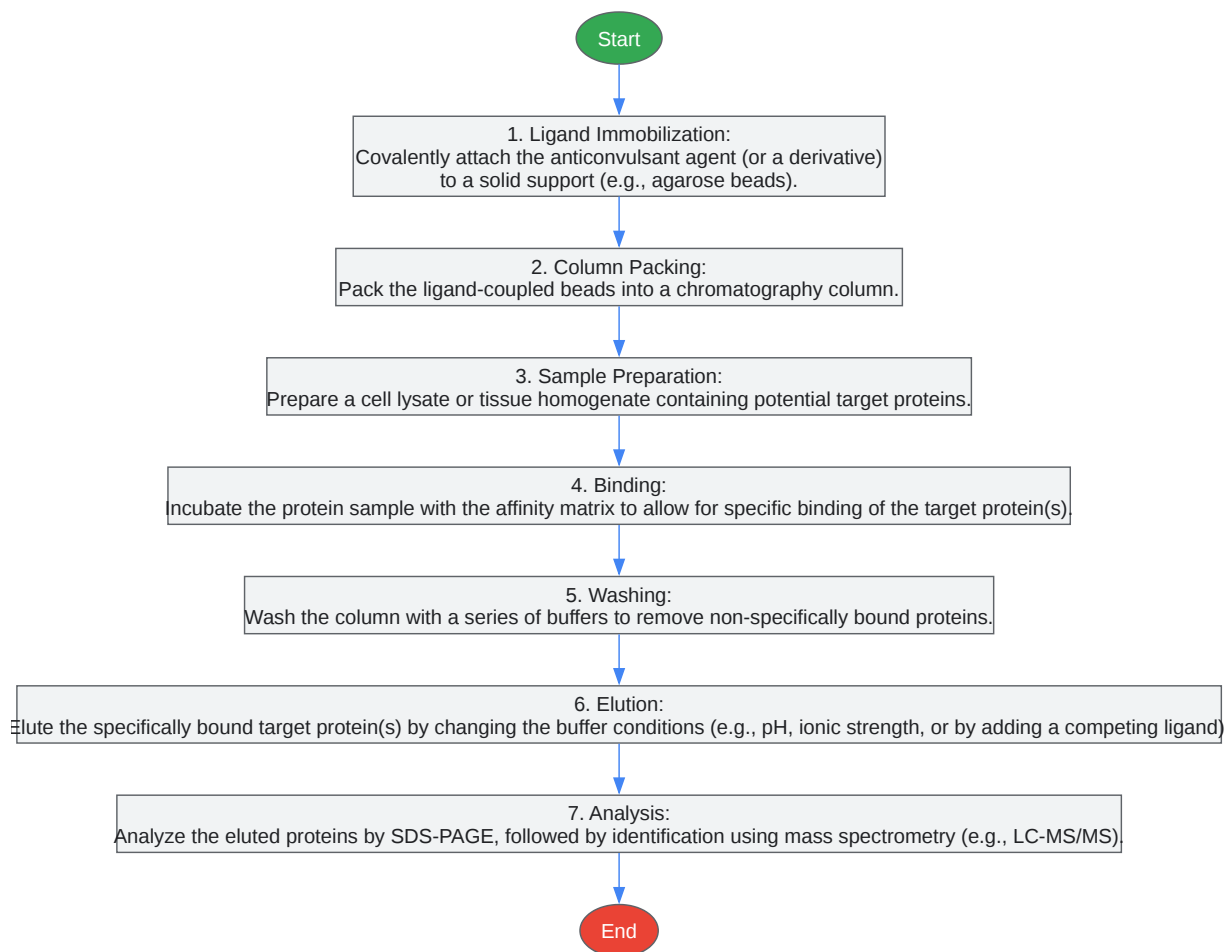 Start
1. Ligand Immobilization:
Covalently attach the anticonvulsant agent (or a derivative)
to a solid support (e.g., agarose beads).
2. Column Packing:
Pack the ligand-coupled beads into a chromatography column.
3. Sample Preparation:
Prepare a cell lysate or tissue homogenate containing potential target proteins.
4. Binding:
Incubate the protein sample with the affinity matrix to allow for specific binding of the target protein(s).
5. Washing:
Wash the column with a series of buffers to remove non-specifically bound proteins.
6. Elution:
Elute the specifically bound target protein(s) by changing the buffer conditions (e.g., pH, ionic strength, or by adding a competing ligand)
7. Analysis:
Analyze the eluted proteins by SDS-PAGE, followed by identification using mass spectrometry (e.g., LC-MS/MS).
End